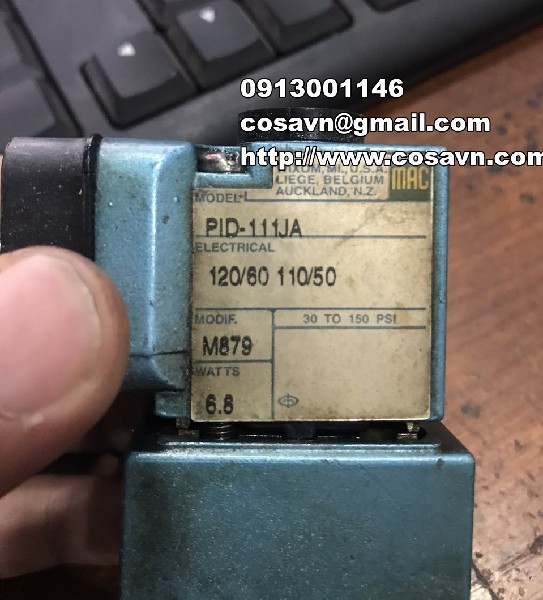 0913001146
cosavn@gmail.com
http://www.cosavn.com
WIXOM, MI., U.S.A.
LIEGE, BELGIUM
AUCKLAND, N.Z.
MAC
MODEL
PID-111JA
ELECTRICAL
120/60 110/50
MODIF.
30 TO 150 PSI
M879
WATTS
6.8